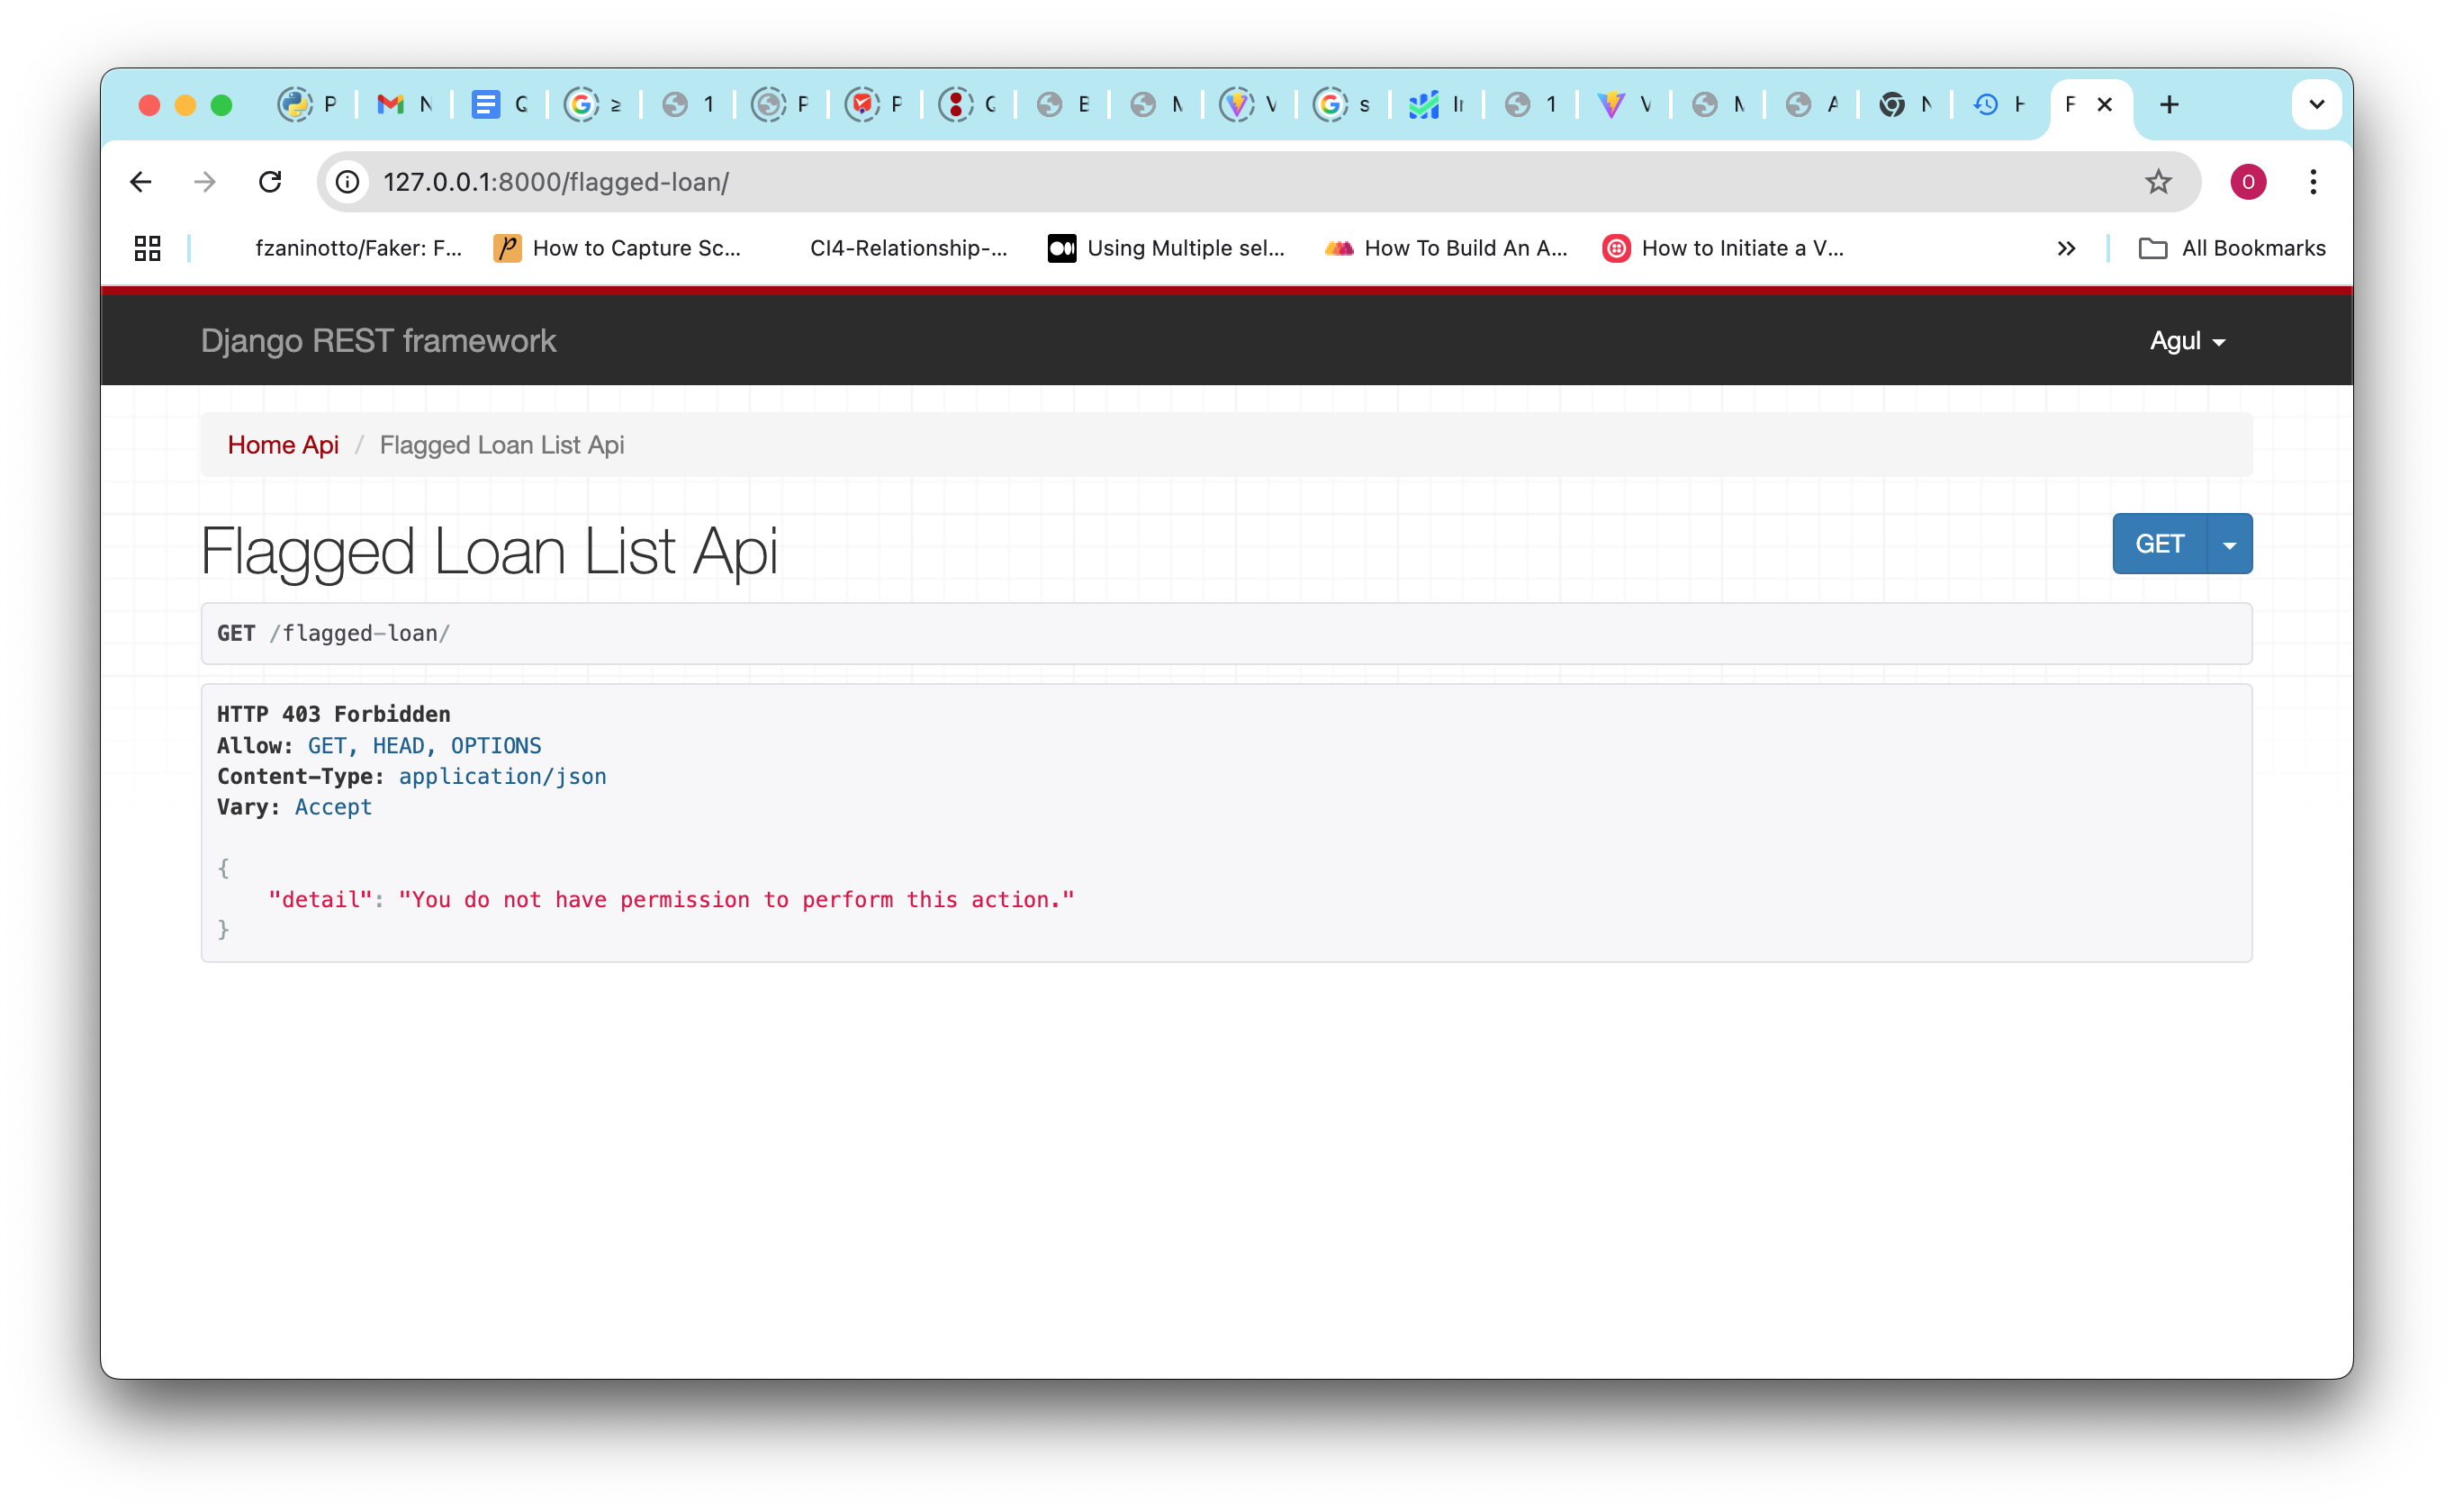 P N Q ≥ 1 P P C B M V s Ir 1 V M A N H F
127.0.0.1:8000/flagged-loan/ O
fzaninotto/Faker: F... How to Capture Sc... CI4-Relationship-... Using Multiple sel... How To Build An A... How to Initiate a V... All Bookmarks
Django REST framework Agul
Home Api / Flagged Loan List Api
Flagged Loan List Api GET
GET /flagged-loan/
HTTP 403 Forbidden
Allow: GET, HEAD, OPTIONS
Content-Type: application/json
Vary: Accept
{
"detail": "You do not have permission to perform this action."
}